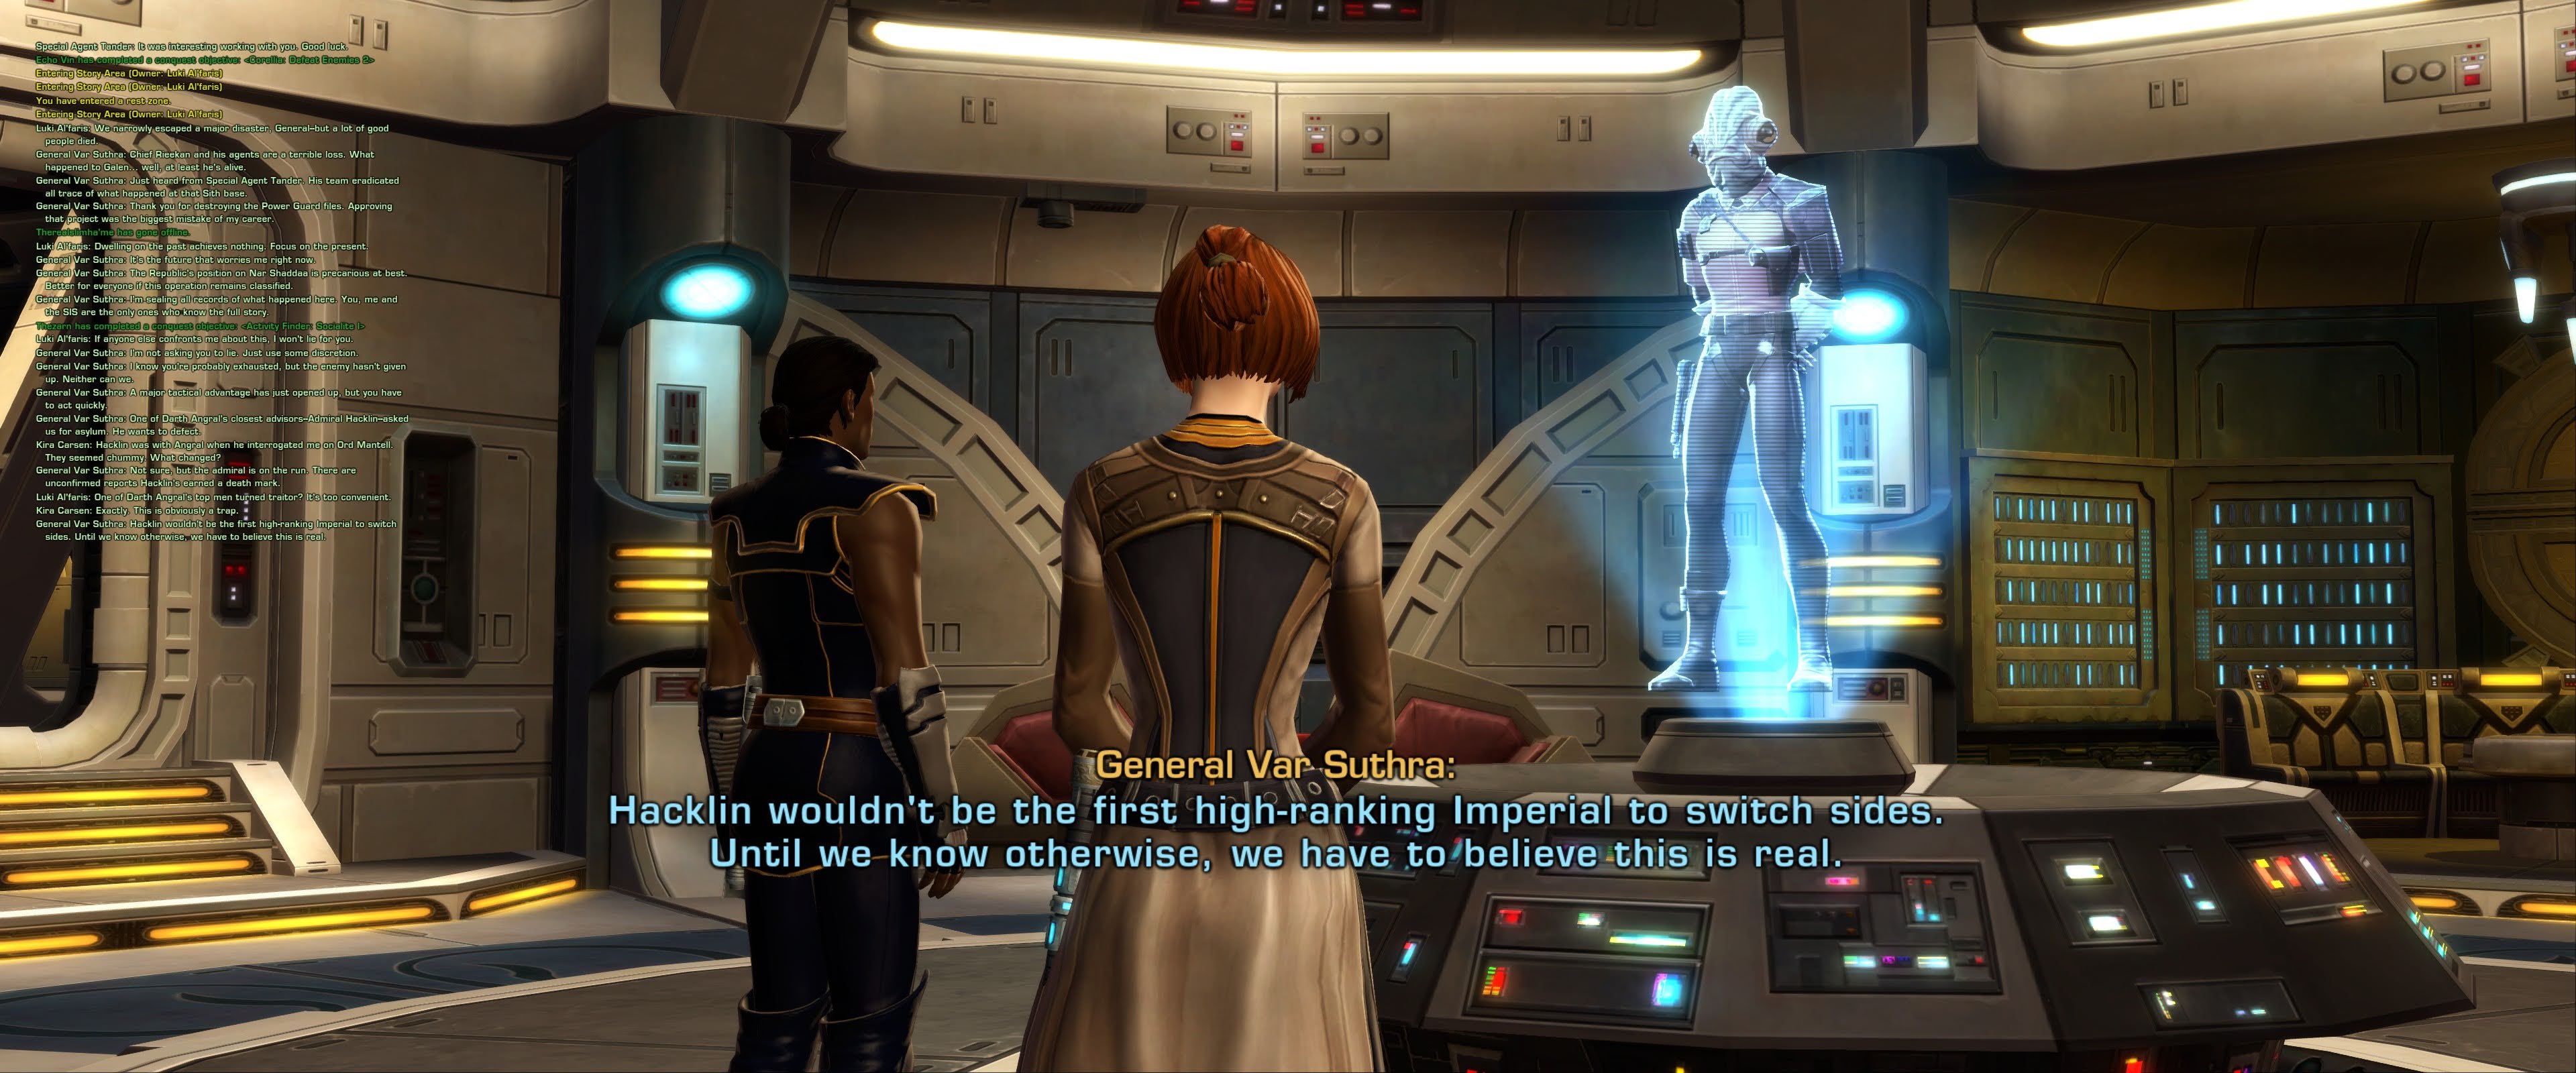 Special Agent Tander: It was interesting working with you. Good luck.
Echo Vin has completed a conquest objective: <Corellia: Defeat Enemies 2>
Entering Story Area (Owner: Luki Al'faris)
Entering Story Area (Owner: Luki Al'faris)
You have entered a rest zone.
Entering Story Area (Owner: Luki Al'faris)
Luki Al'faris: We narrowly escaped a major disaster, General–but a lot of good
people died.
General Var Suthra: Chief Rieekan and his agents are a terrible loss. What
happened to Galen... well, at least he's alive.
General Var Suthra: Just heard from Special Agent Tander. His team eradicated
all trace of what happened at that Sith base.
General Var Suthra: Thank you for destroying the Power Guard files. Approving
that project was the biggest mistake of my career.
Therealslimha'me has gone offline.
Luki Al'faris: Dwelling on the past achieves nothing. Focus on the present.
General Var Suthra: It's the future that worries me right now.
General Var Suthra: The Republic's position on Nar Shaddaa is precarious at best.
Better for everyone if this operation remains classified.
General Var Suthra: I'm sealing all records of what happened here. You, me and
the SIS are the only ones who know the full story.
Thezarn has completed a conquest objective: <Activity Finder: Socialite I>
Luki Al'faris: If anyone else confronts me about this, I won't lie for you.
General Var Suthra: I'm not asking you to lie. Just use some discretion.
General Var Suthra: I know you're probably exhausted, but the enemy hasn't given
up. Neither can we.
General Var Suthra: A major tactical advantage has just opened up, but you have
to act quickly.
General Var Suthra: One of Darth Angral's closest advisors–Admiral Hacklin–asked
us for asylum. He wants to defect.
Kira Carsen: Hacklin was with Angral when he interrogated me on Ord Mantell.
They seemed chummy. What changed?
General Var Suthra: Not sure, but the admiral is on the run. There are
unconfirmed reports Hacklin's earned a death mark.
Luki Al'faris: One of Darth Angral's top men turned traitor? It's too convenient.
Kira Carsen: Exactly. This is obviously a trap.
General Var Suthra: Hacklin wouldn't be the first high-ranking Imperial to switch
sides. Until we know otherwise, we have to believe this is real.
General Var Suthra:
Hacklin wouldn't be the first high-ranking Imperial to switch sides.
Until we know otherwise, we have to believe this is real.